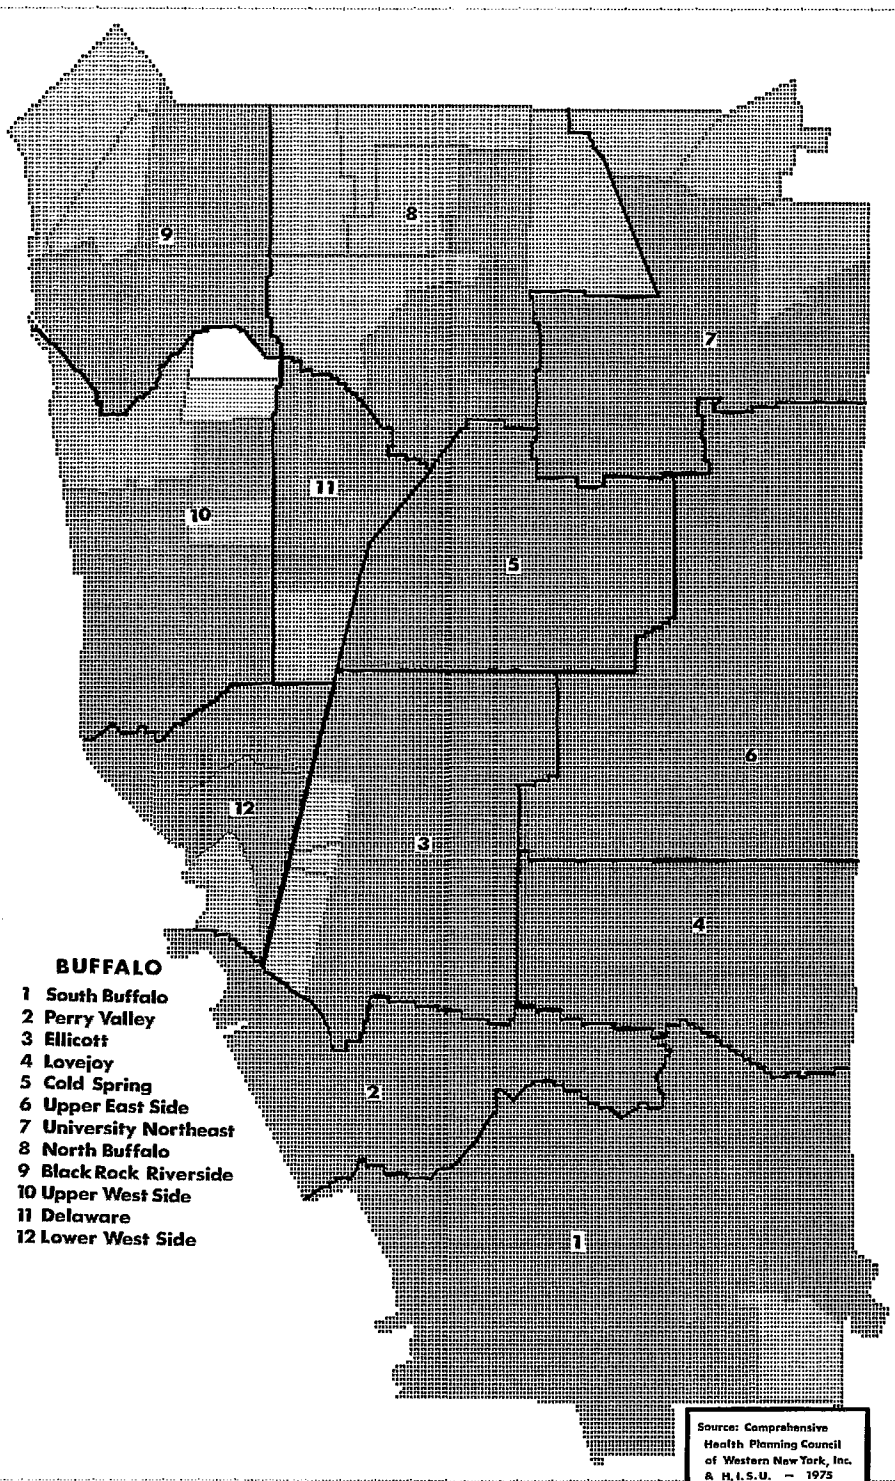 9
8
7
11
10
5
6
12
3
4
BUFFALO
1 South Buffalo
2 Perry Valley
3 Ellicott
4 Lovejoy
5 Cold Spring
6 Upper East Side
7 University Northeast
8 North Buffalo
9 Black Rock Riverside
10 Upper West Side
11 Delaware
12 Lower West Side
2
1
Source: Comprehensive
Health Planning Council
of Western New York, Inc.
& H.I.S.U. — 1975